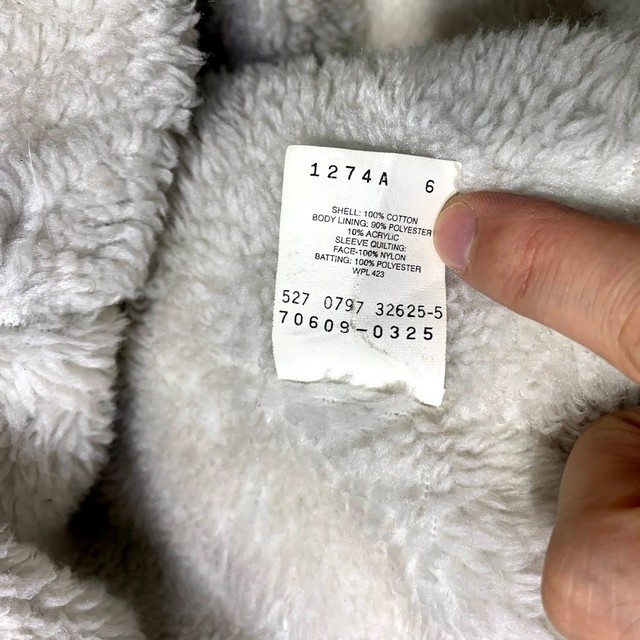 1274A 6
SHELL: 100% COTTON
BODY LINING: 90% POLYESTER
10% ACRYLIC
SLEEVE QUILTING:
FACE-100% NYLON
BATTING: 100% POLYESTER
WPL 423
527 0797 32625-5
70609-0325